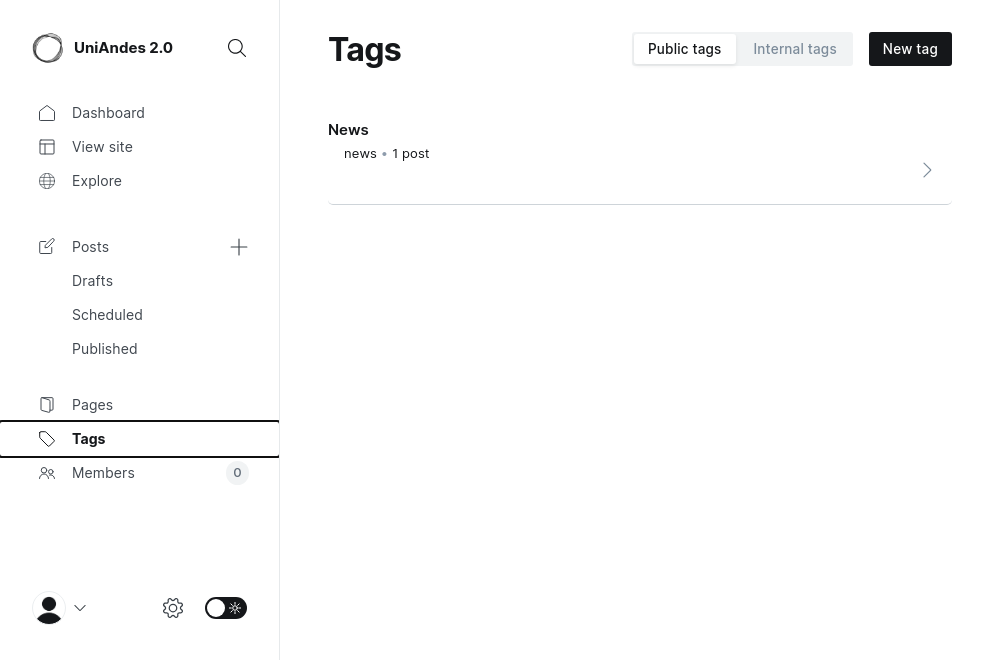 UniAndes 2.0
Dashboard
View site
Explore
Posts
Drafts
Scheduled
Published
Pages
Tags
Members 0
Tags
Public tags Internal tags New tag
News
news • 1 post